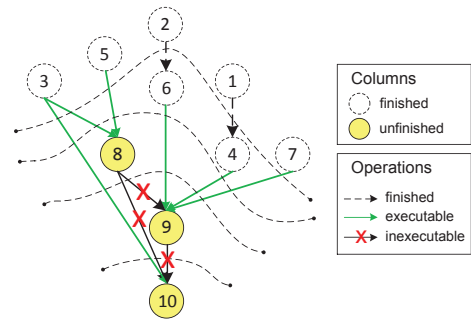 2
3
5
6
1
8
4
7
9
10
Columns
finished
unfinished
Operations
finished
executable
X
inexecutable
X
X
X